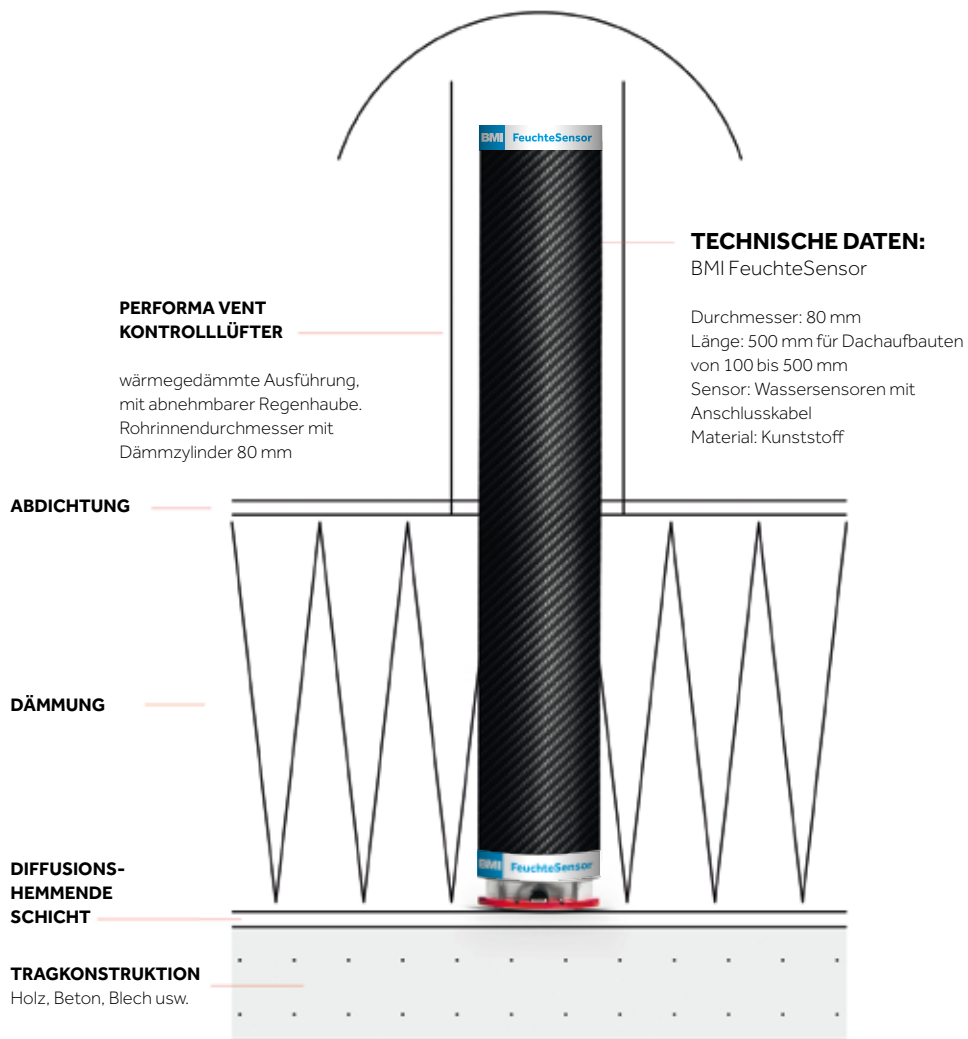 BMI FeuchteSensor
TECHNISCHE DATEN:
BMI FeuchteSensor
Durchmesser: 80 mm
Länge: 500 mm für Dachaufbauten
von 100 bis 500 mm
Sensor: Wassersensoren mit
Anschlusskabel
Material: Kunststoff
PERFORMA VENT
KONTROLLLÜFTER
wärmegedämmte Ausführung,
mit abnehmbarer Regenhaube.
Rohrinnendurchmesser mit
Dämmzylinder 80 mm
ABDICHTUNG
DÄMMUNG
BMI FeuchteSensor
DIFFUSIONS-
HEMMENDE
SCHICHT
TRAGKONSTRUKTION
Holz, Beton, Blech usw.